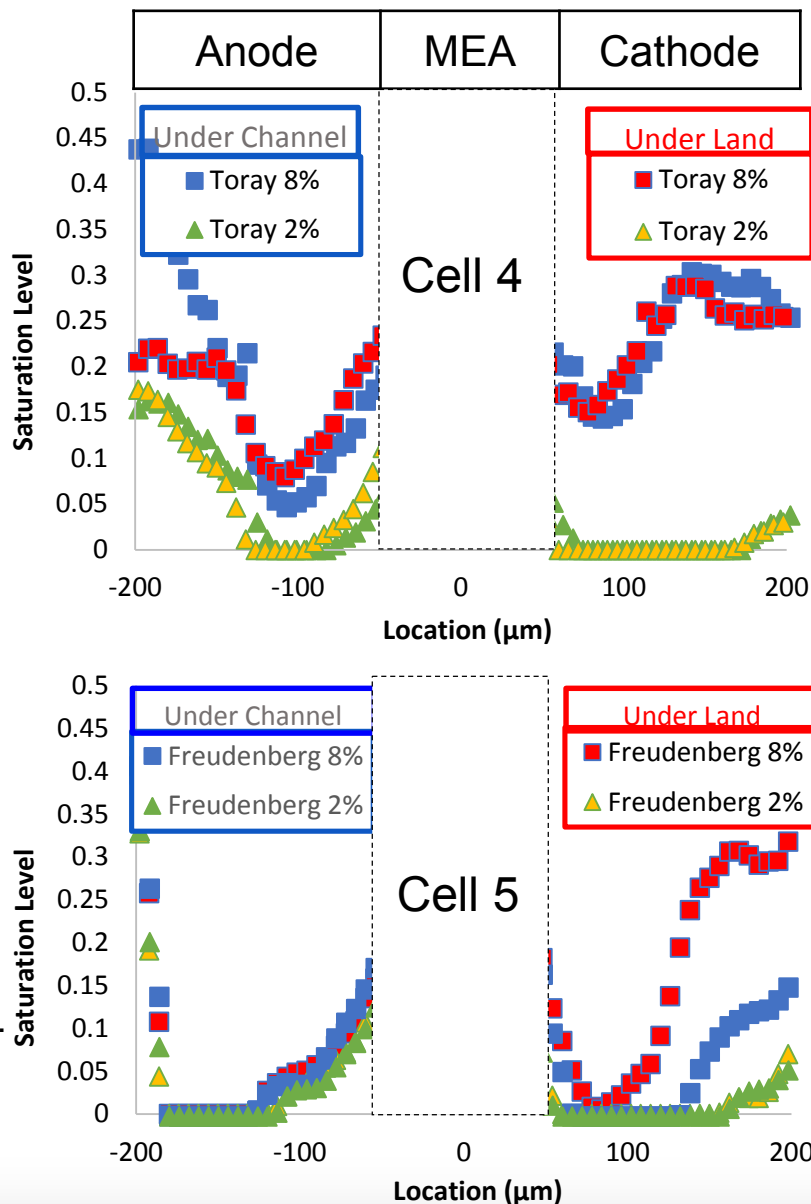 Anode MEA Cathode
0.5
0.45
0.4
0.35
0.3
0.25
0.2
0.15
0.1
0.05
0
Saturation Level
Under Channel
Toray 8%
Toray 2%
Cell 4
Under Land
Toray 8%
Toray 2%
-200 -100 0 100 200
Location (µm)
0.5
0.45
0.4
0.35
0.3
0.25
0.2
0.15
0.1
0.05
0
Saturation Level
Under Channel
Freudenberg 8%
Freudenberg 2%
Cell 5
Under Land
Freudenberg 8%
Freudenberg 2%
-200 -100 0 100 200
Location (µm)